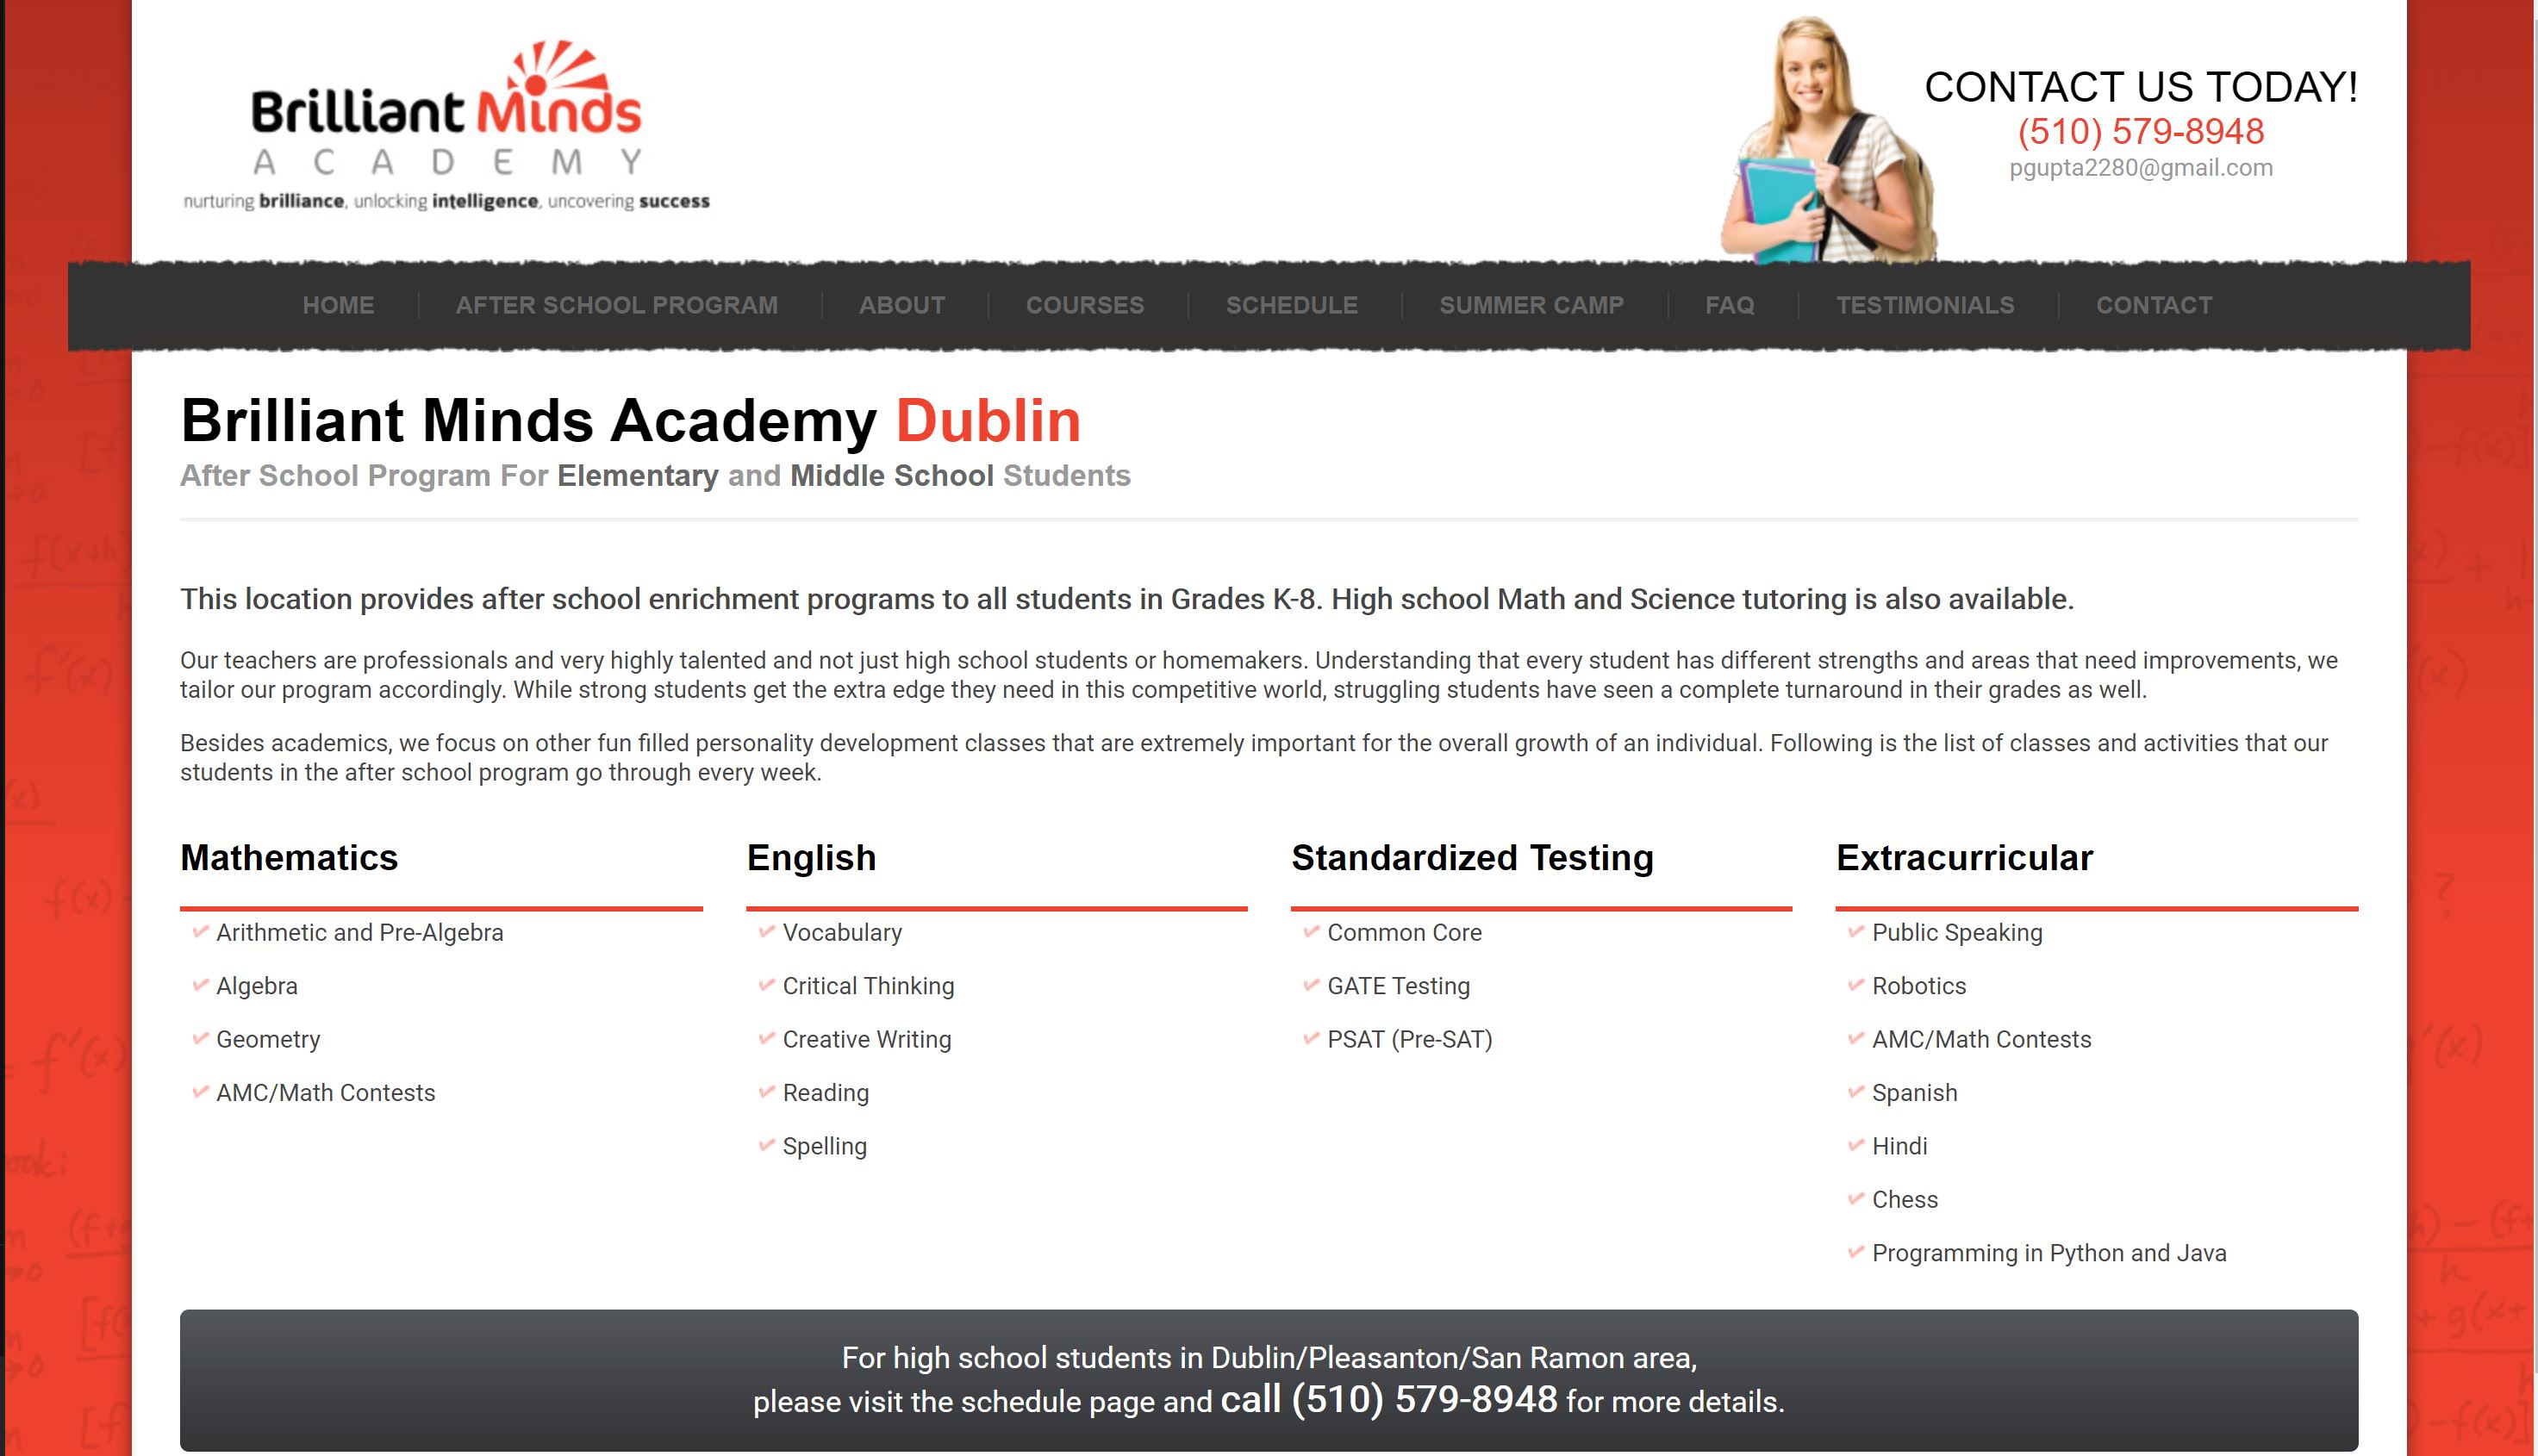 Brilliant Minds
ACADEMY
nurturing brilliance, unlocking intelligence, uncovering success
CONTACT US TODAY!
(510) 579-8948
pgupta2280@gmail.com
HOME
AFTER SCHOOL PROGRAM
ABOUT
COURSES
SCHEDULE
SUMMER CAMP
FAQ
TESTIMONIALS
CONTACT
Brilliant Minds Academy Dublin
After School Program For Elementary and Middle School Students
This location provides after school enrichment programs to all students in Grades K-8. High school Math and Science tutoring is also available.
Our teachers are professionals and very highly talented and not just high school students or homemakers. Understanding that every student has different strengths and areas that need improvements, we
tailor our program accordingly. While strong students get the extra edge they need in this competitive world, struggling students have seen a complete turnaround in their grades as well.
Besides academics, we focus on other fun filled personality development classes that are extremely important for the overall growth of an individual. Following is the list of classes and activities that our
students in the after school program go through every week.
Mathematics
Arithmetic and Pre-Algebra
Algebra
Geometry
AMC/Math Contests
English
Vocabulary
Critical Thinking
Creative Writing
Reading
Spelling
Standardized Testing
Common Core
GATE Testing
PSAT (Pre-SAT)
Extracurricular
Public Speaking
Robotics
AMC/Math Contests
Spanish
Hindi
Chess
Programming in Python and Java
For high school students in Dublin/Pleasanton/San Ramon area,
please visit the schedule page and call (510) 579-8948 for more details.